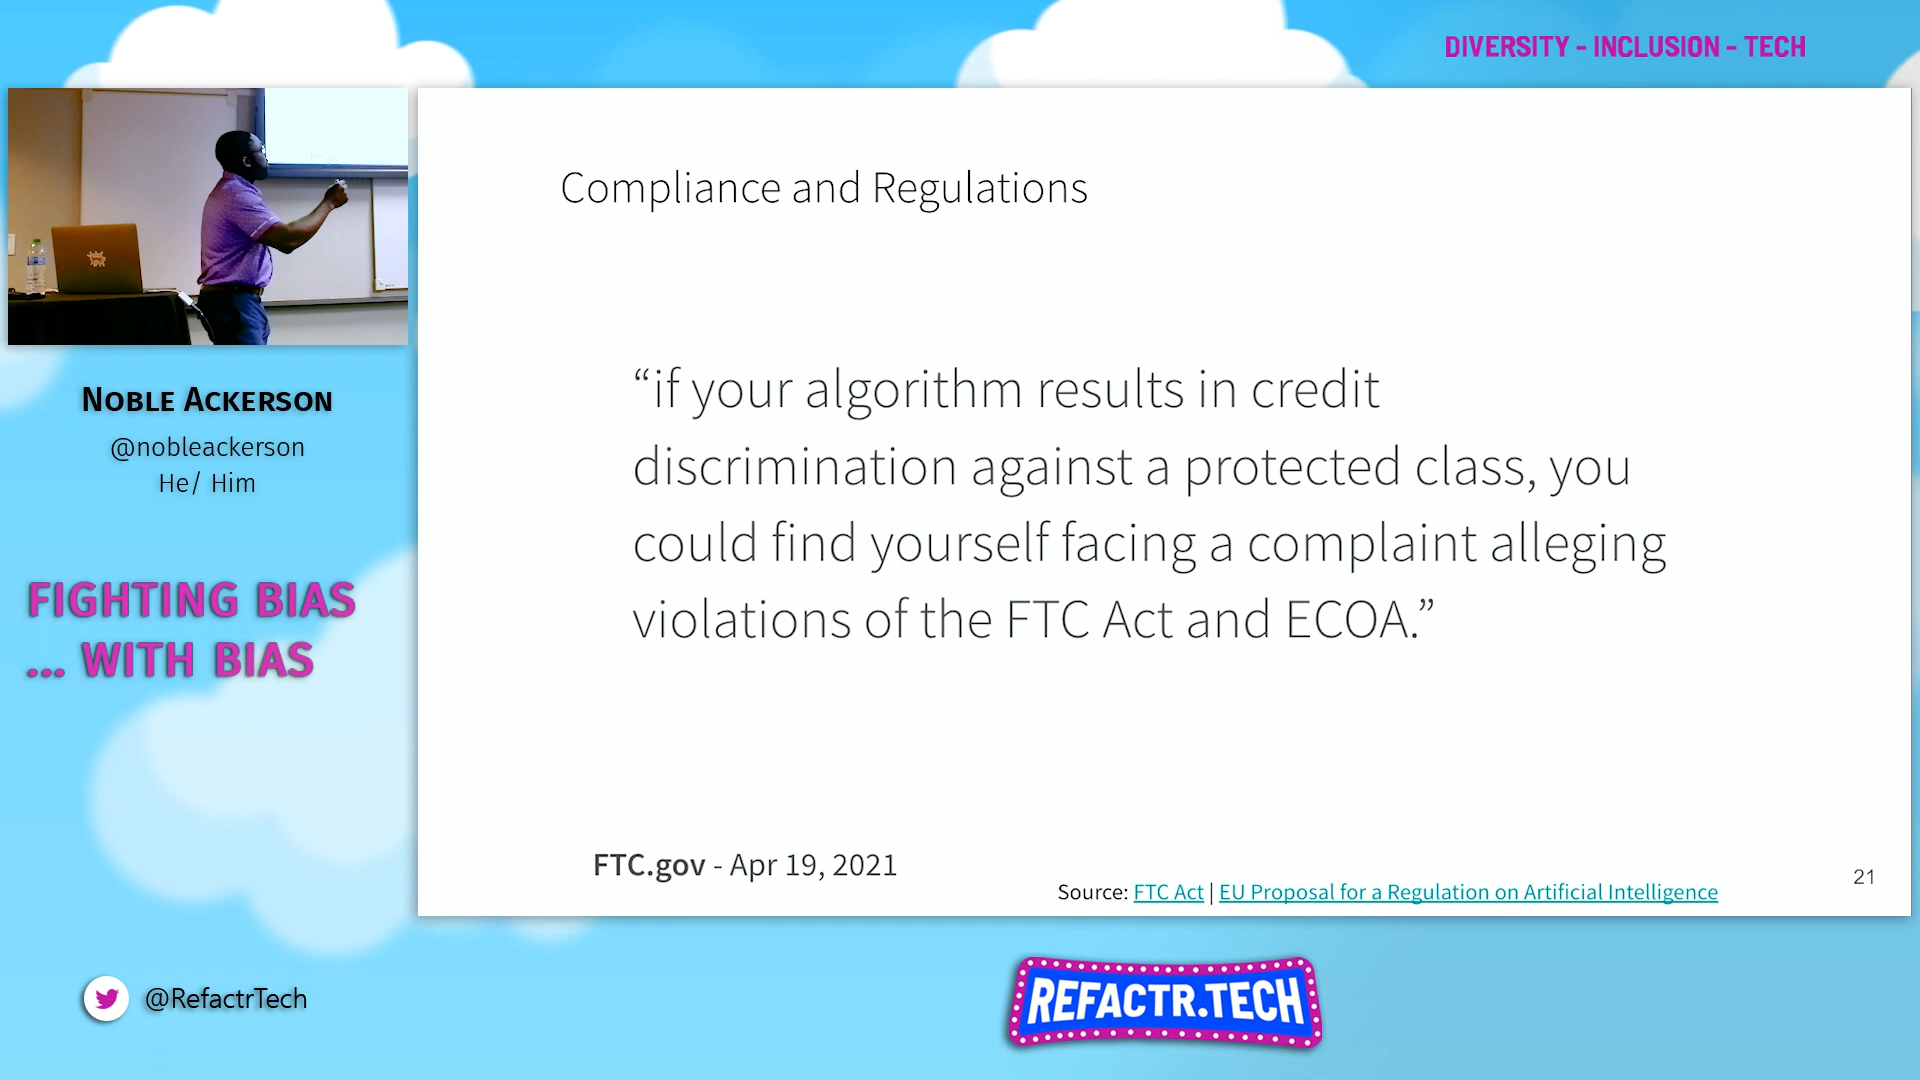 DIVERSITY - INCLUSION - TECH
Compliance and Regulations
“if your algorithm results in credit
discrimination against a protected class, you
could find yourself facing a complaint alleging
violations of the FTC Act and ECOA.”
FTC.gov - Apr 19, 2021
Source: FTC Act | EU Proposal for a Regulation on Artificial Intelligence
21
NOBLE ACKERSON
@nobleackerson
He/ Him
FIGHTING BIAS
... WITH BIAS
@RefactrTech
REFACTR.TECH